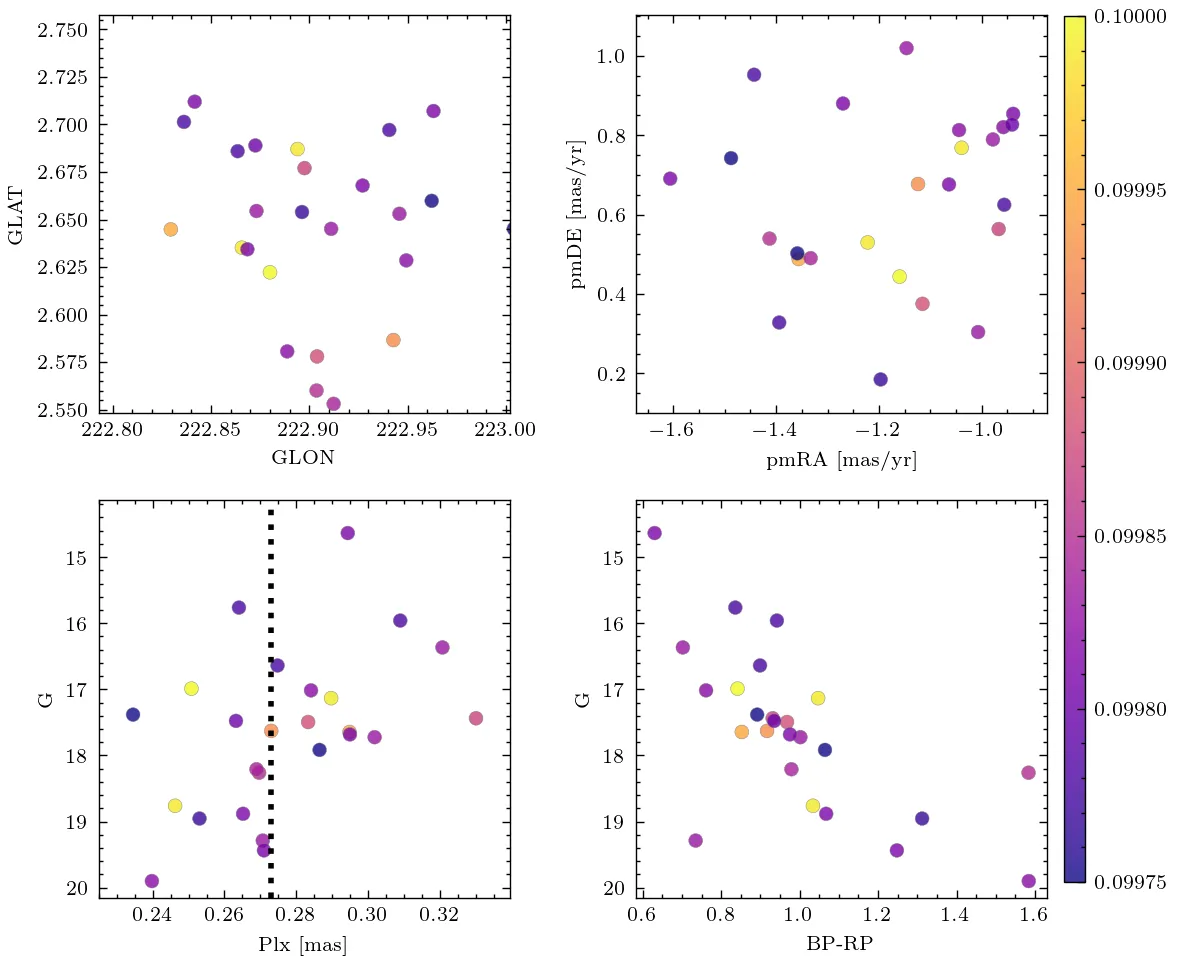 2.750
2.725
2.700
2.675
2.650
2.625
2.600
2.575
2.550
GLAT
222.80 222.85 222.90 222.95 223.00
GLON
1.0
0.8
0.6
0.4
0.2
pmDE [mas/yr]
−1.6 −1.4 −1.2 −1.0
pmRA [mas/yr]
0.10000
0.09995
0.09990
0.09985
0.09980
0.09975
15
16
17
18
19
20
G
0.24 0.26 0.28 0.30 0.32
Plx [mas]
15
16
17
18
19
20
G
0.6 0.8 1.0 1.2 1.4 1.6
BP-RP